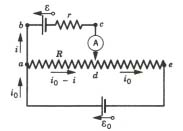 ε r
b c
i A
R
a e
i₀ - i d i₀
i₀
ε₀